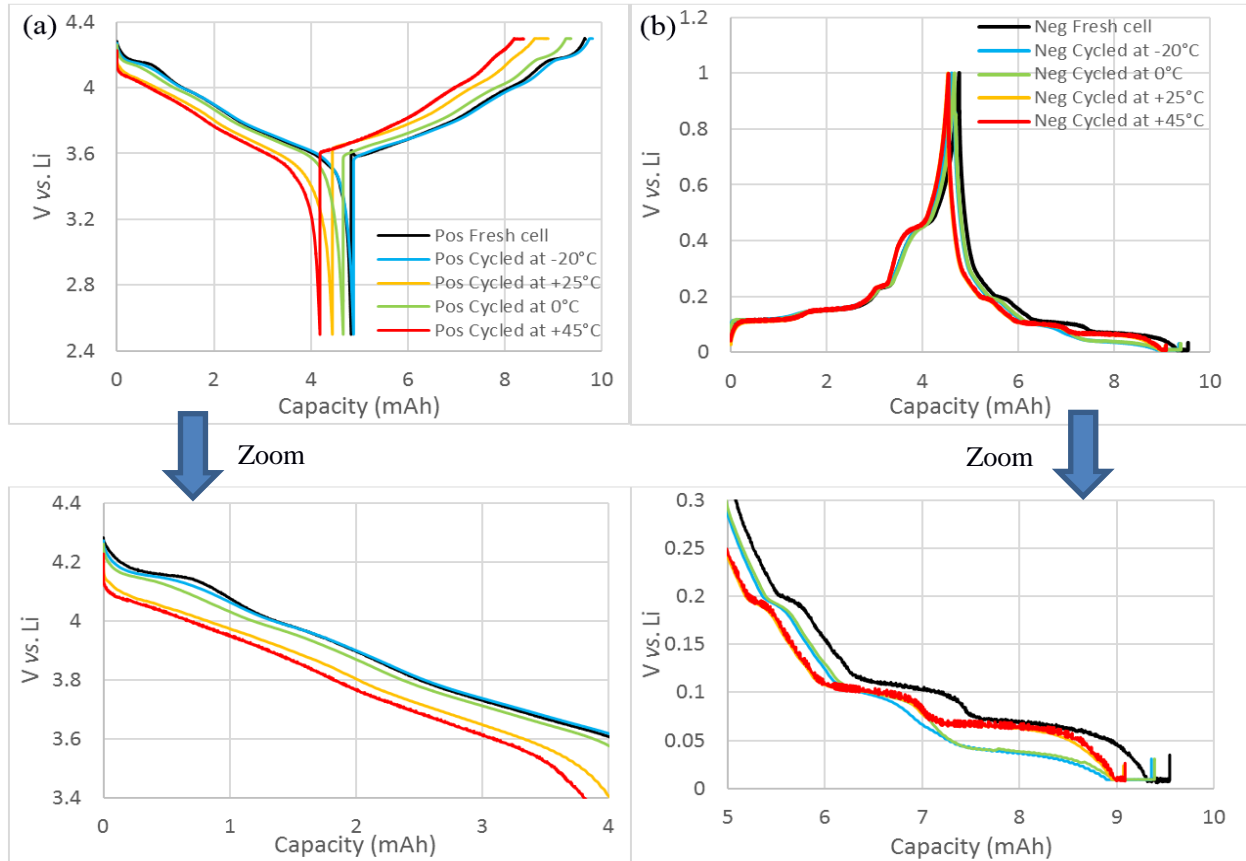 (a)
4.4
4
3.6
3.2
2.8
2.4
V vs. Li
Pos Fresh cell
Pos Cycled at -20°C
Pos Cycled at +25°C
Pos Cycled at 0°C
Pos Cycled at +45°C
0 2 4 6 8 10
Capacity (mAh)
(b)
1.2
1
0.8
0.6
0.4
0.2
0
V vs. Li
Neg Fresh cell
Neg Cycled at -20°C
Neg Cycled at 0°C
Neg Cycled at +25°C
Neg Cycled at +45°C
0 2 4 6 8 10
Capacity (mAh)
Zoom
Zoom
4.4
4.2
4
3.8
3.6
3.4
V vs. Li
0 1 2 3 4
Capacity (mAh)
0.3
0.25
0.2
0.15
0.1
0.05
0
V vs. Li
5 6 7 8 9 10
Capacity (mAh)